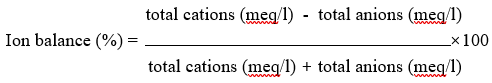 total cations (meq/l) - total anions (meq/l)
Ion balance (%) = ×100
total cations (meq/l) + total anions (meq/l)